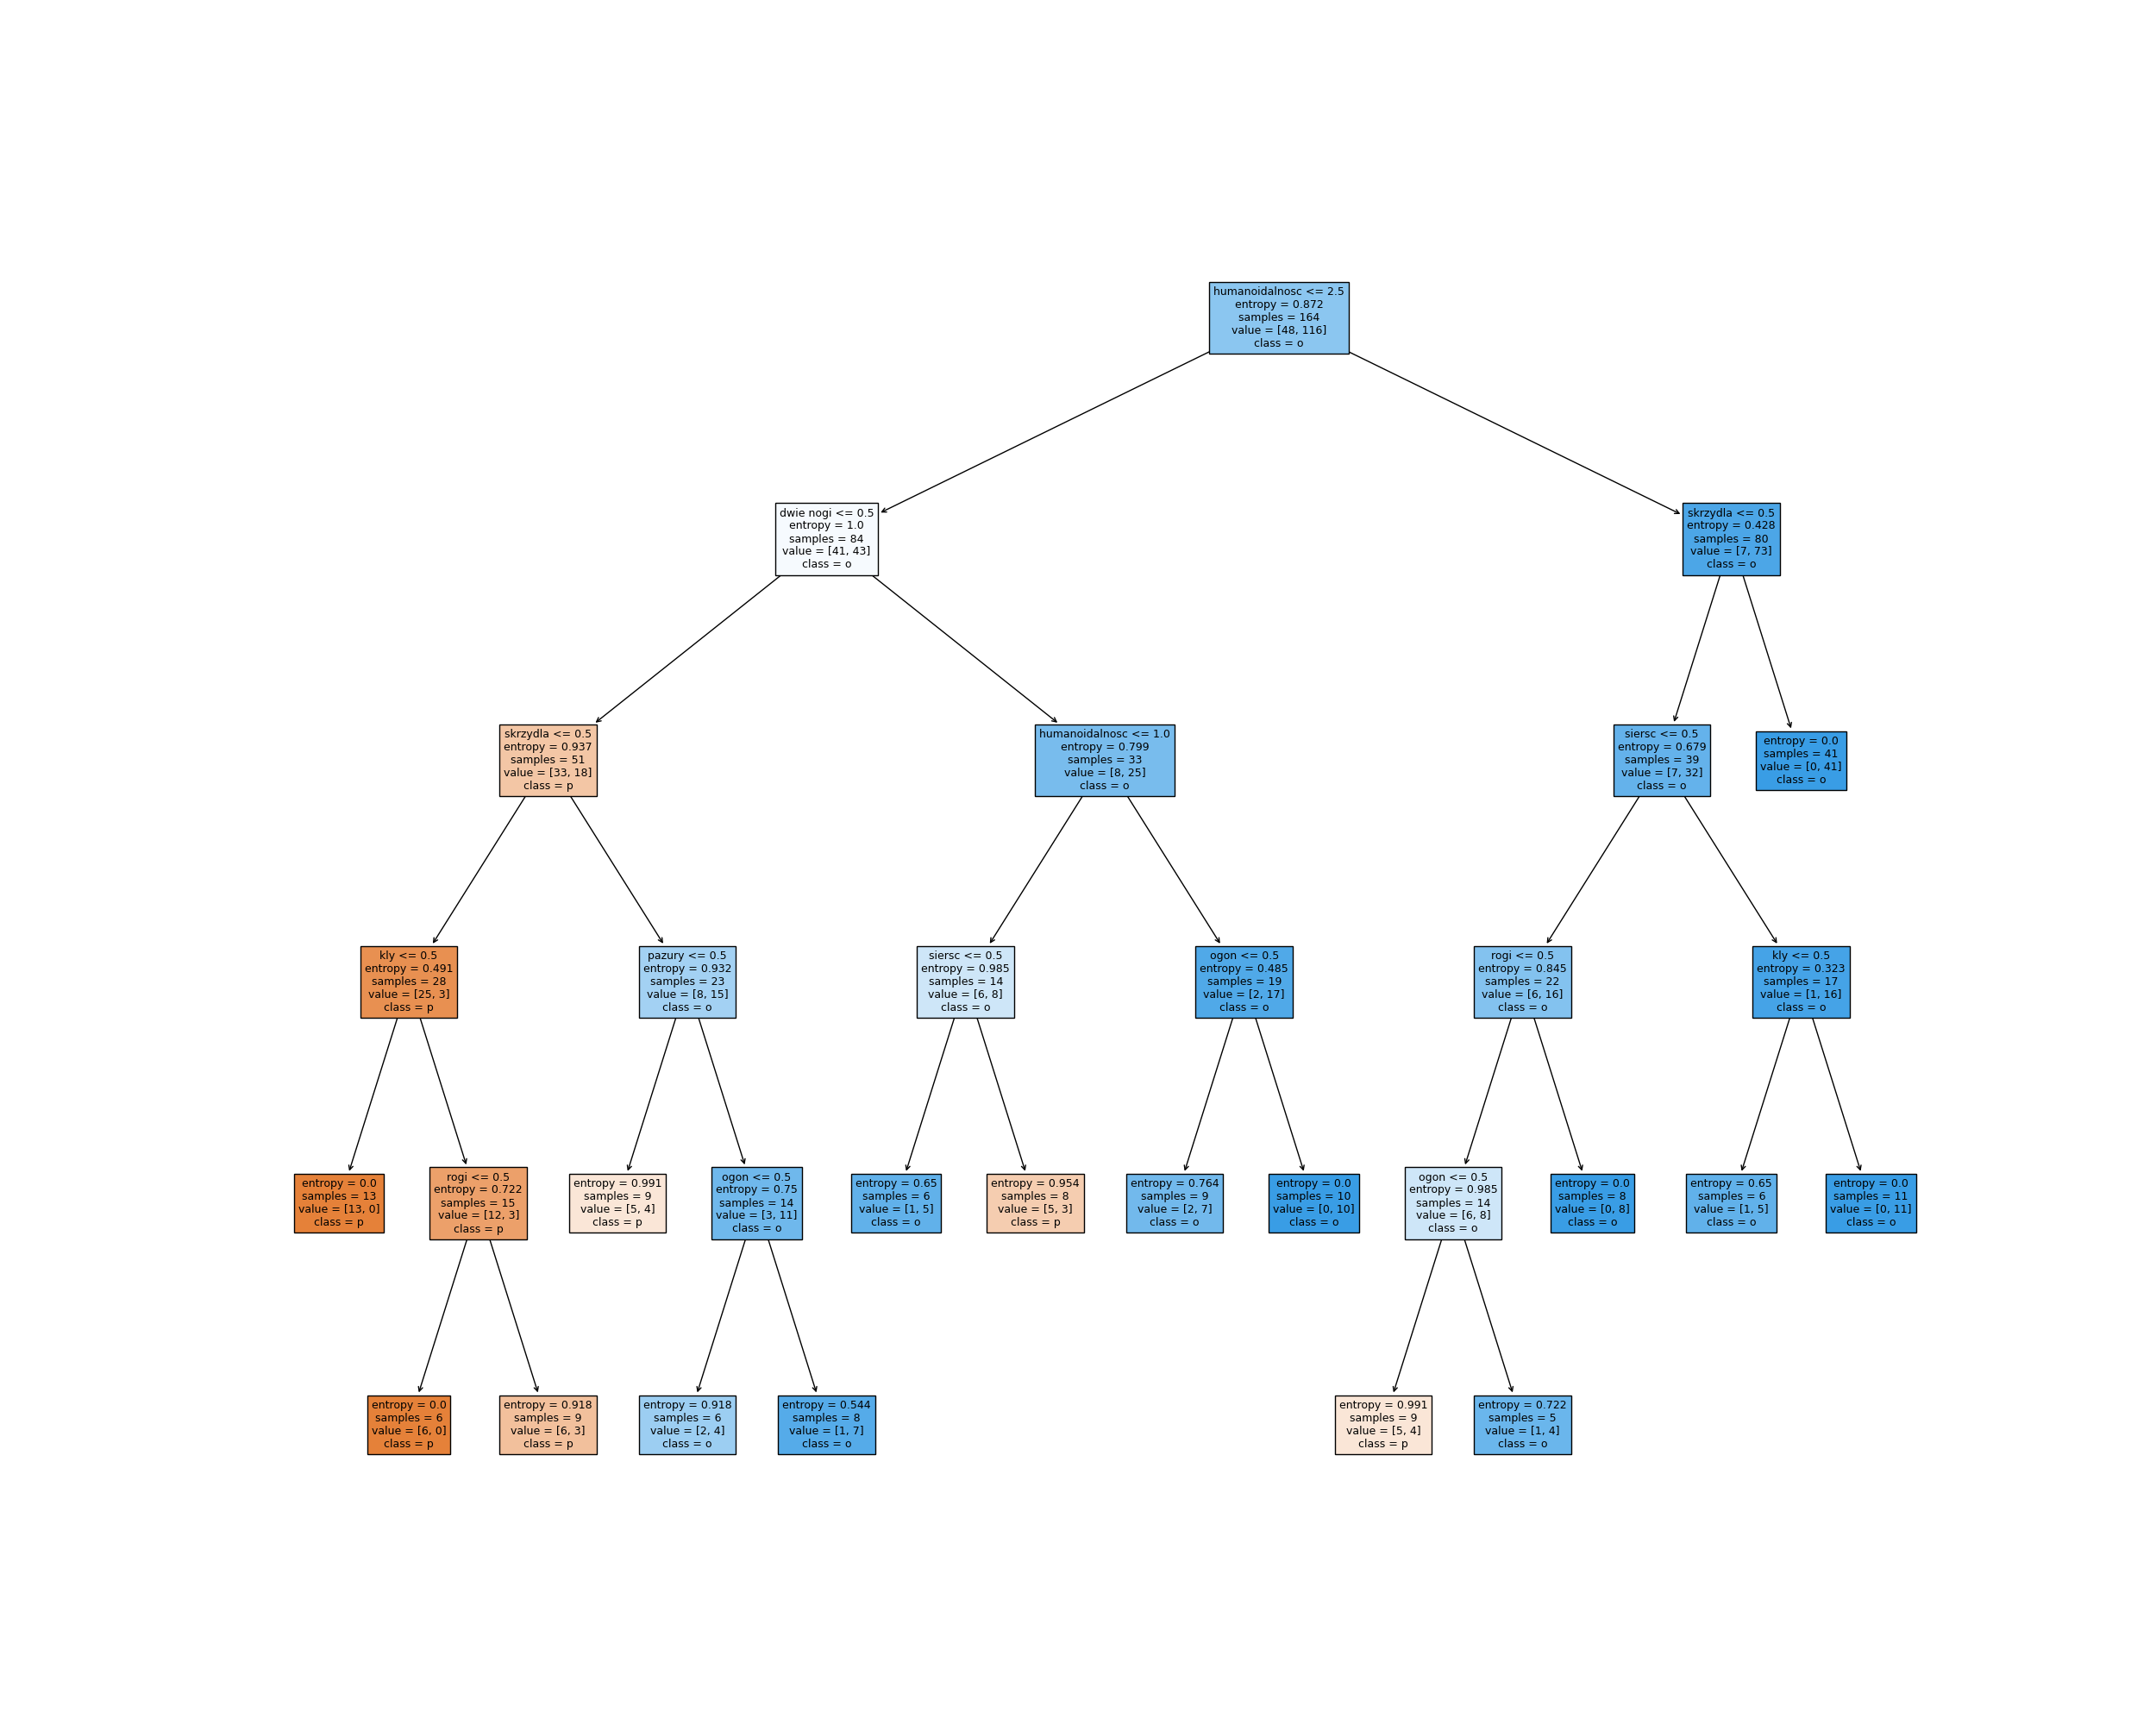 humanoidalnosc <= 2.5
entropy = 0.872
samples = 164
value = [48, 116]
class = o
dwie nogi <= 0.5
entropy = 1.0
samples = 84
value = [41, 43]
class = o
skrzydla <= 0.5
entropy = 0.428
samples = 80
value = [7, 73]
class = o
skrzydla <= 0.5
entropy = 0.937
samples = 51
value = [33, 18]
class = p
humanoidalnosc <= 1.0
entropy = 0.799
samples = 33
value = [8, 25]
class = o
siersc <= 0.5
entropy = 0.679
samples = 39
value = [7, 32]
class = o
entropy = 0.0
samples = 41
value = [0, 41]
class = o
kly <= 0.5
entropy = 0.491
samples = 28
value = [25, 3]
class = p
pazury <= 0.5
entropy = 0.932
samples = 23
value = [8, 15]
class = o
siersc <= 0.5
entropy = 0.985
samples = 14
value = [6, 8]
class = o
ogon <= 0.5
entropy = 0.485
samples = 19
value = [2, 17]
class = o
rogi <= 0.5
entropy = 0.845
samples = 22
value = [6, 16]
class = o
kly <= 0.5
entropy = 0.323
samples = 17
value = [1, 16]
class = o
entropy = 0.0
samples = 13
value = [13, 0]
class = p
rogi <= 0.5
entropy = 0.722
samples = 15
value = [12, 3]
class = p
entropy = 0.991
samples = 9
value = [5, 4]
class = p
ogon <= 0.5
entropy = 0.75
samples = 14
value = [3, 11]
class = o
entropy = 0.65
samples = 6
value = [1, 5]
class = o
entropy = 0.954
samples = 8
value = [5, 3]
class = p
entropy = 0.764
samples = 9
value = [2, 7]
class = o
entropy = 0.0
samples = 10
value = [0, 10]
class = o
ogon <= 0.5
entropy = 0.985
samples = 14
value = [6, 8]
class = o
entropy = 0.0
samples = 8
value = [0, 8]
class = o
entropy = 0.65
samples = 6
value = [1, 5]
class = o
entropy = 0.0
samples = 11
value = [0, 11]
class = o
entropy = 0.0
samples = 6
value = [6, 0]
class = p
entropy = 0.918
samples = 9
value = [6, 3]
class = p
entropy = 0.918
samples = 6
value = [2, 4]
class = o
entropy = 0.544
samples = 8
value = [1, 7]
class = o
entropy = 0.991
samples = 9
value = [5, 4]
class = p
entropy = 0.722
samples = 5
value = [1, 4]
class = o